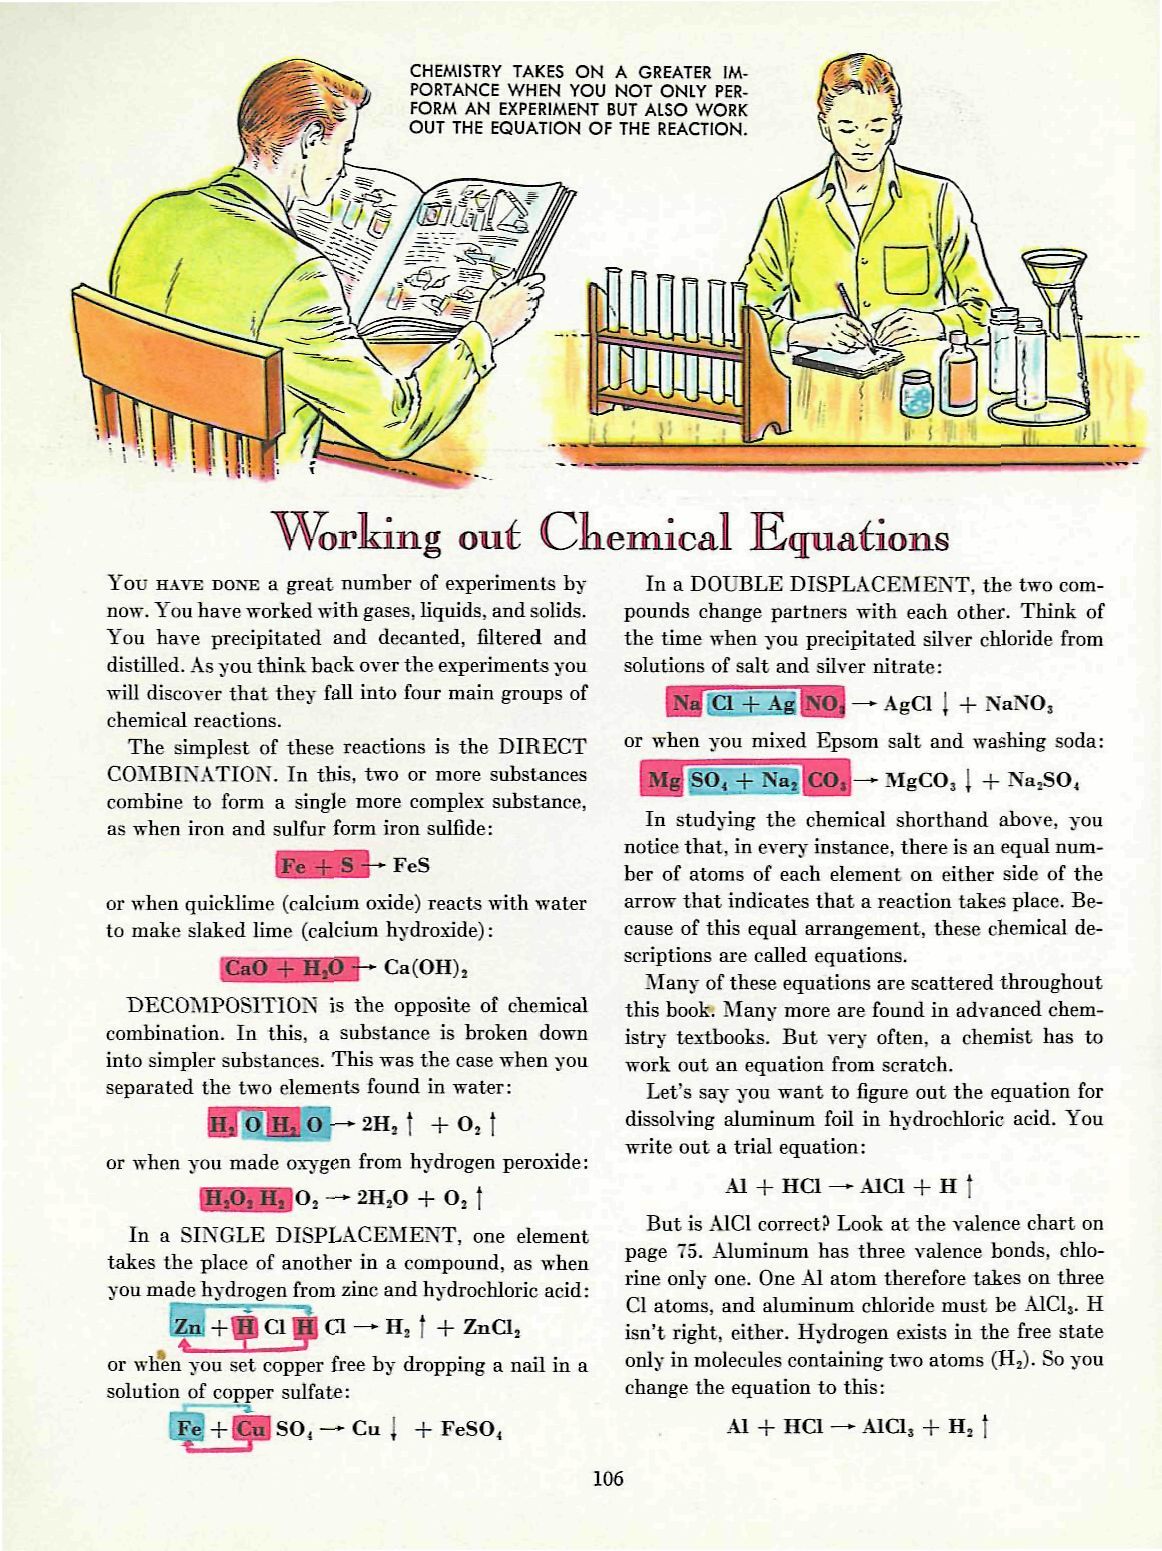 CHEMISTRY TAKES ON A GREATER IM-
PORTANCE WHEN YOU NOT ONLY PER-
FORM AN EXPERIMENT BUT ALSO WORK
OUT THE EQUATION OF THE REACTION.
Working out Chemical Equations
YOU HAVE DONE a great number of experiments by
now. You have worked with gases, liquids, and solids.
You have precipitated and decanted, filtered and
distilled. As you think back over the experiments you
will discover that they fall into four main groups of
chemical reactions.
The simplest of these reactions is the DIRECT
COMBINATION. In this, two or more substances
combine to form a single more complex substance,
as when iron and sulfur form iron sulfide:
Fe + S → FeS
or when quicklime (calcium oxide) reacts with water
to make slaked lime (calcium hydroxide):
CaO + H₂O → Ca(OH)₂
DECOMPOSITION is the opposite of chemical
combination. In this, a substance is broken down
into simpler substances. This was the case when you
separated the two elements found in water:
H₂ O H₂ O → 2H₂ ↑ + O₂ ↑
or when you made oxygen from hydrogen peroxide:
H₂O₂ H₂ O₂ → 2H₂O + O₂ ↑
In a SINGLE DISPLACEMENT, one element
takes the place of another in a compound, as when
you made hydrogen from zinc and hydrochloric acid:
Zn + H Cl H Cl → H₂ ↑ + ZnCl₂
or when you set copper free by dropping a nail in a
solution of copper sulfate:
Fe + Cu SO₄ → Cu ↓ + FeSO₄
In a DOUBLE DISPLACEMENT, the two com-
pounds change partners with each other. Think of
the time when you precipitated silver chloride from
solutions of salt and silver nitrate:
Na Cl + Ag NO₃ → AgCl ↓ + NaNO₃
or when you mixed Epsom salt and washing soda:
Mg SO₄ + Na₂ CO₃ → MgCO₃ ↓ + Na₂SO₄
In studying the chemical shorthand above, you
notice that, in every instance, there is an equal num-
ber of atoms of each element on either side of the
arrow that indicates that a reaction takes place. Be-
cause of this equal arrangement, these chemical de-
scriptions are called equations.
Many of these equations are scattered throughout
this book. Many more are found in advanced chem-
istry textbooks. But very often, a chemist has to
work out an equation from scratch.
Let's say you want to figure out the equation for
dissolving aluminum foil in hydrochloric acid. You
write out a trial equation:
Al + HCl → AlCl + H ↑
But is AlCl correct? Look at the valence chart on
page 75. Aluminum has three valence bonds, chlo-
rine only one. One Al atom therefore takes on three
Cl atoms, and aluminum chloride must be AlCl₃. H
isn't right, either. Hydrogen exists in the free state
only in molecules containing two atoms (H₂). So you
change the equation to this:
Al + HCl → AlCl₃ + H₂ ↑
106